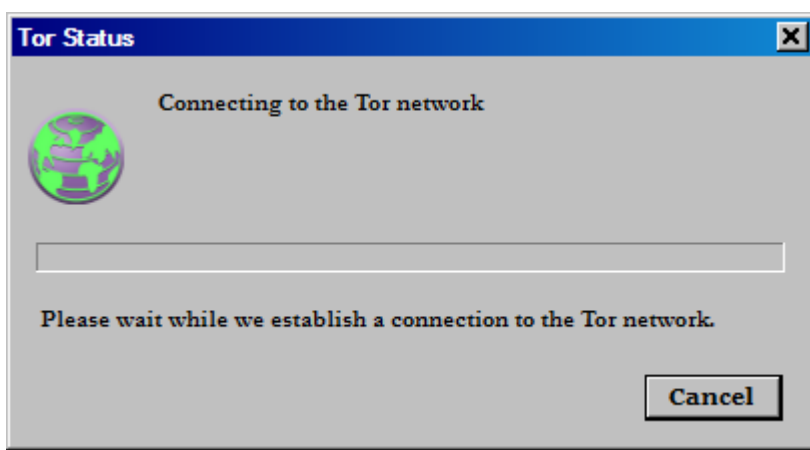 Tor Status
Connecting to the Tor network
Please wait while we establish a connection to the Tor network.
Cancel